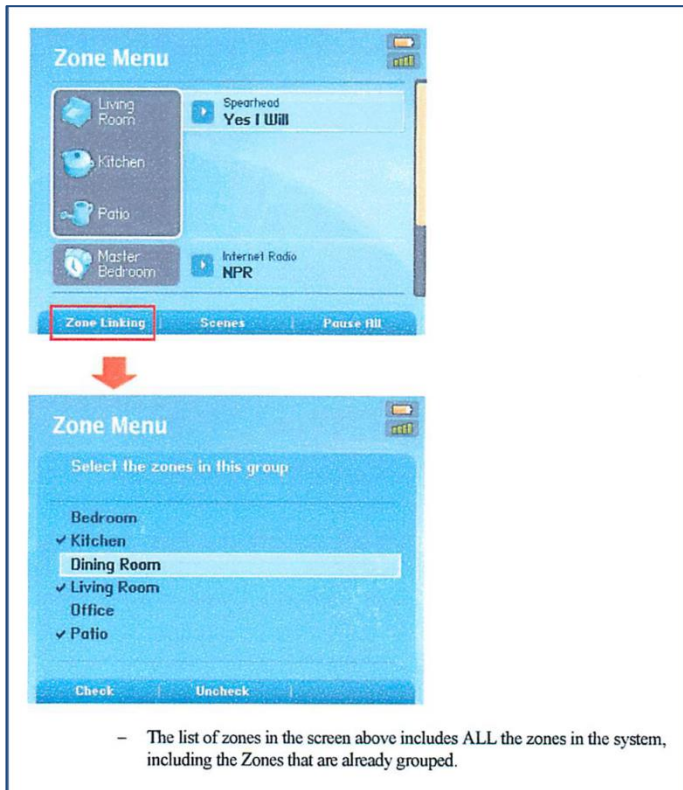 Zone Menu
Living
Room
Spearhead
Yes I Will
Kitchen
Patio
Master
Bedroom
Internet Radio
NPR
Zone Linking | Scenes | Pause All
Zone Menu
Select the zones in this group
Bedroom
✓ Kitchen
Dining Room
✓ Living Room
Office
✓ Patio
Check | Uncheck |
– The list of zones in the screen above includes ALL the zones in the system,
including the Zones that are already grouped.